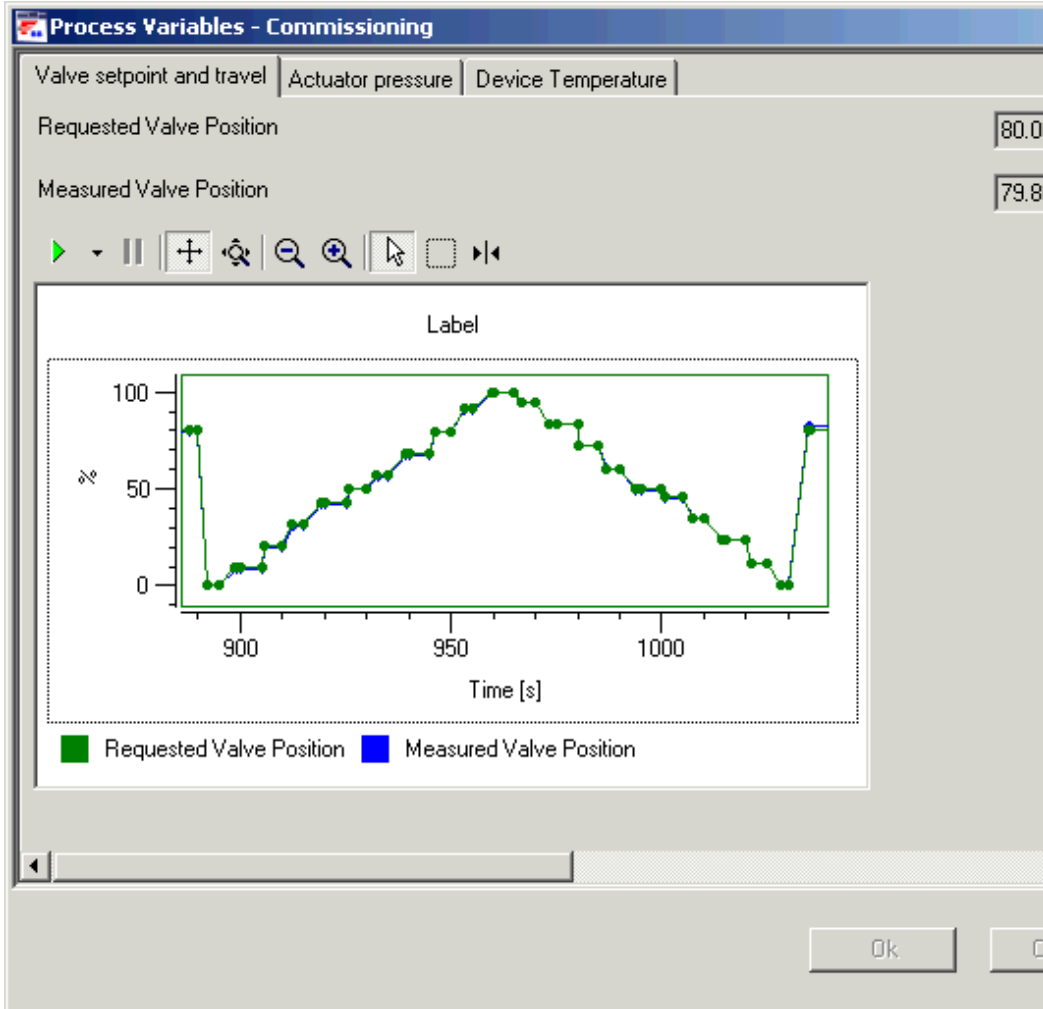 Process Variables - Commissioning
Valve setpoint and travel Actuator pressure Device Temperature
Requested Valve Position 80.0
Measured Valve Position 79.8
Label
100
50
0
%
900 950 1000
Time [s]
Requested Valve Position Measured Valve Position
Ok